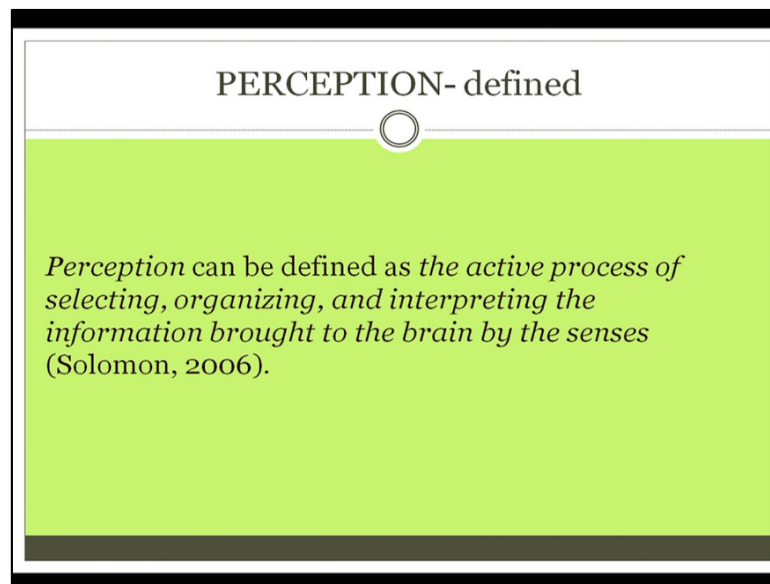 PERCEPTION- defined
Perception can be defined as the active process of
selecting, organizing, and interpreting the
information brought to the brain by the senses
(Solomon, 2006).